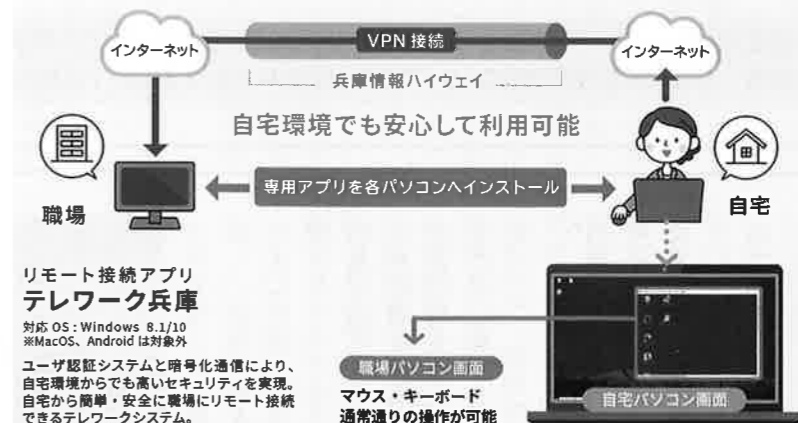 インターネット
VPN 接続
インターネット
兵庫情報ハイウェイ
自宅環境でも安心して利用可能
職場
専用アプリを各パソコンへインストール
自宅
リモート接続アプリ
テレワーク兵庫
対応 OS : Windows 8.1/10
※MacOS、Android は対象外
ユーザ認証システムと暗号化通信により、
自宅環境からでも高いセキュリティを実現。
自宅から簡単・安全に職場にリモート接続
できるテレワークシステム。
職場パソコン画面
マウス・キーボード
通常通りの操作が可能
自宅パソコン画面